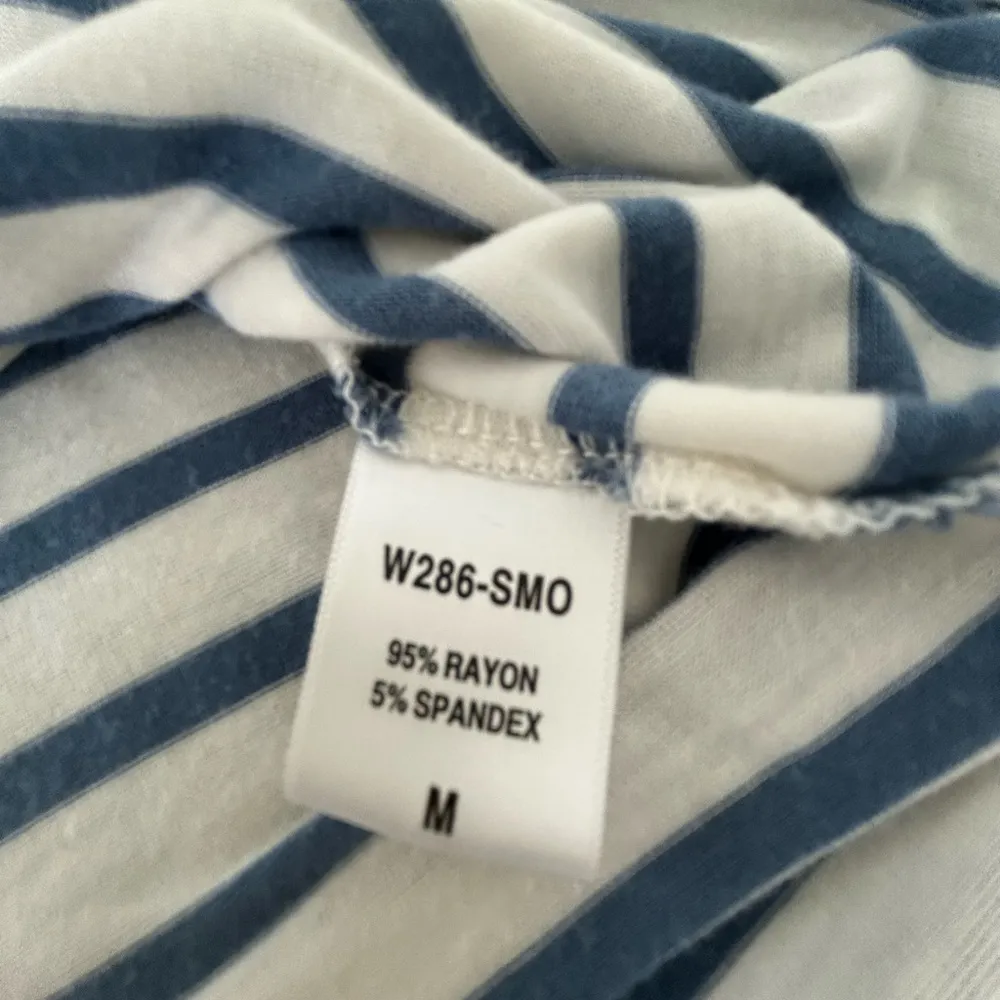 W286-SMO
95% RAYON
5% SPANDEX
M